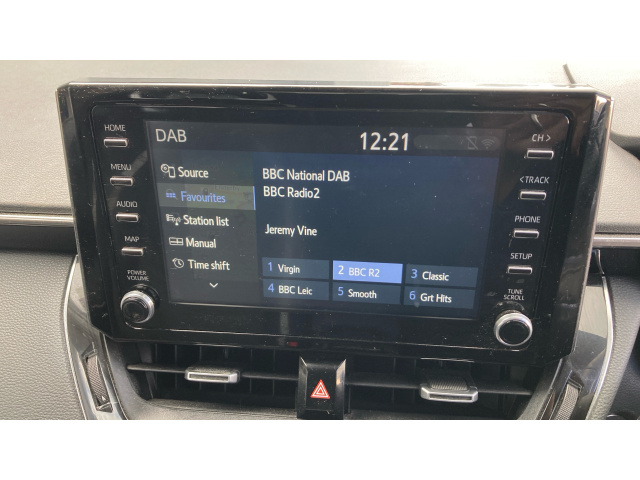 HOME
MENU
AUDIO
MAP
POWER
VOLUME
DAB
12:21
Source
Favourites
Station list
Manual
Time shift
BBC National DAB
BBC Radio2
Jeremy Vine
1 Virgin
2 BBC R2
3 Classic
4 BBC Leic
5 Smooth
6 Grt Hits
CH >
< TRACK
PHONE
SETUP
TUNE
SCROLL